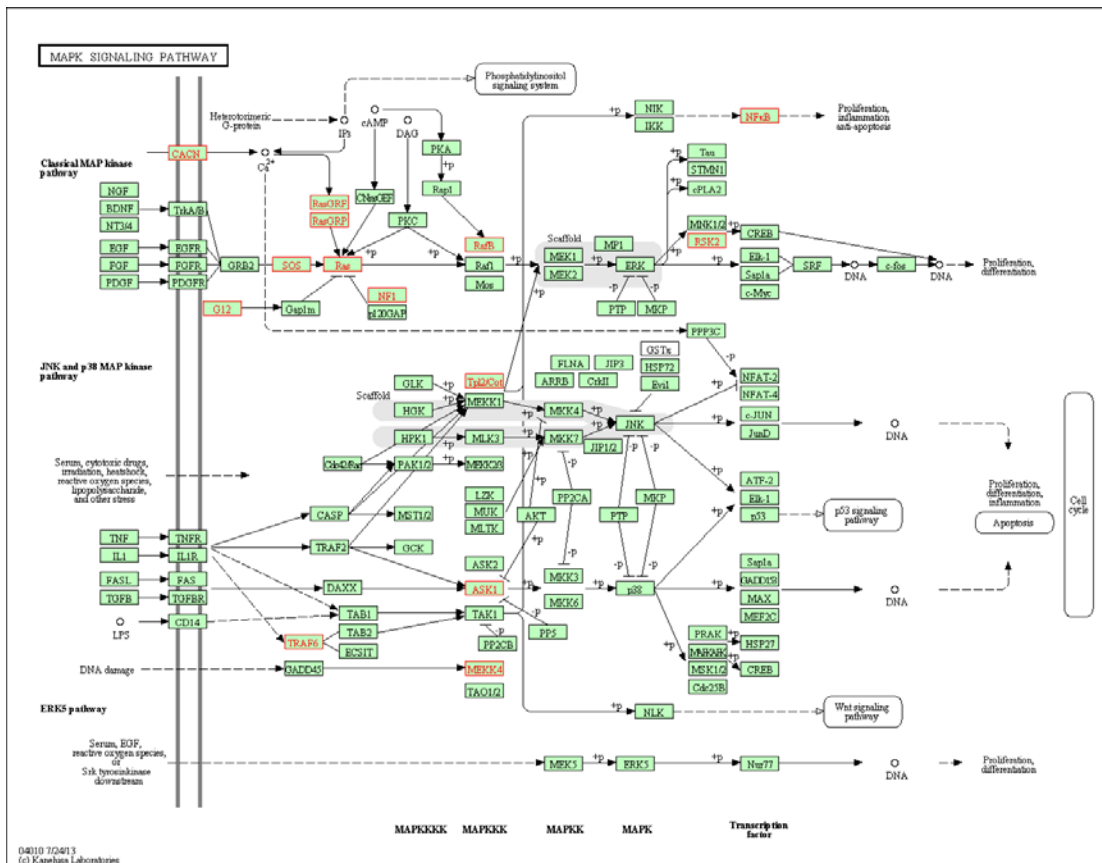 MAPK SIGNALING PATHWAY
Phosphatidylinositol
signaling system
Heterotorimeric
G-protein
IP3
cAMP
DAG
+p
NIK
IKK
NFκB
Proliferation,
inflammation
anti-apoptosis
CACN
Ca2+
PKA
+p
Tau
STMN1
cPLA2
+p
Classical MAP kinase
pathway
NGF
BDNF
NT3/4
TrkA/B
RasGRF
RasGRP
CNrasGEF
PKC
Rap1
+p
RafB
Scaffold
MP1
+p
MNK1/2
RSK2
+p
CREB
EGF
FGF
PDGF
EGFR
FGFR
PDGFR
GRB2
SOS
Ras
+p
+p
Raf1
Mos
+p
MEK1
MEK2
+p
ERK
+p
Elk-1
Sap1a
c-Myc
SRF
DNA
c-fos
DNA
Proliferation,
differentiation
G12
Gap1m
NF1
p120GAP
+p
-p
-p
PTP
MKP
PPP3C
-p
JNK and p38 MAP kinase
pathway
GSTπ
HSP72
Evi1
FLNA
JIP3
ARRB
CrkII
NFAT-2
NFAT-4
GLK
+p
Tpl2/Cot
MEKK1
+p
Scaffold
HGK
+p
MKK4
+p
JNK
+p
+p
c-JUN
JunD
DNA
HPK1
+p
MLK3
+p
MKK7
+p
JIP1/2
Cdc42/Rac
PAK1/2
+p
MEKK2/3
+p
-p
-p
-p
Serum, cytotoxic drugs,
irradiation, heatshock,
reactive oxygen species,
lipopolysaccharide,
and other stress
LZK
MUK
MLTK
PP2CA
MKP
PTP
AKT
+p
ATF-2
Elk-1
p53
+p
p53 signaling
pathway
Proliferation,
differentiation,
inflammation
Apoptosis
Cell
cycle
CASP
MST1/2
TNF
TNFR
IL1
IL1R
TRAF2
GCK
ASK2
-p
MKK3
MKK6
-p
-p
+p
FASL
FAS
TGFB
TGFBR
DAXX
ASK1
+p
+p
p38
+p
Sap1a
GADD153
MAX
MEF2C
DNA
LPS
CD14
TAB1
TAB2
ECSIT
TRAF6
TAK1
-p
PP2CB
-p
PP5
PRAK
MAPKAPK
MSK1/2
Cdc25B
+p
+p
+p
HSP27
CREB
DNA damage
GADD45
MEKK4
TAO1/2
ERK5 pathway
+p
NLK
Wnt signaling
pathway
Serum, EGF,
reactive oxygen species,
or
Srk tyrosinkinase
downstream
MEK5
+p
ERK5
+p
Nur77
DNA
Proliferation,
differentiation
MAPKKKK
MAPKKK
MAPKK
MAPK
Transcription
factor
04010 7/24/13
(c) Kanehisa Laboratories